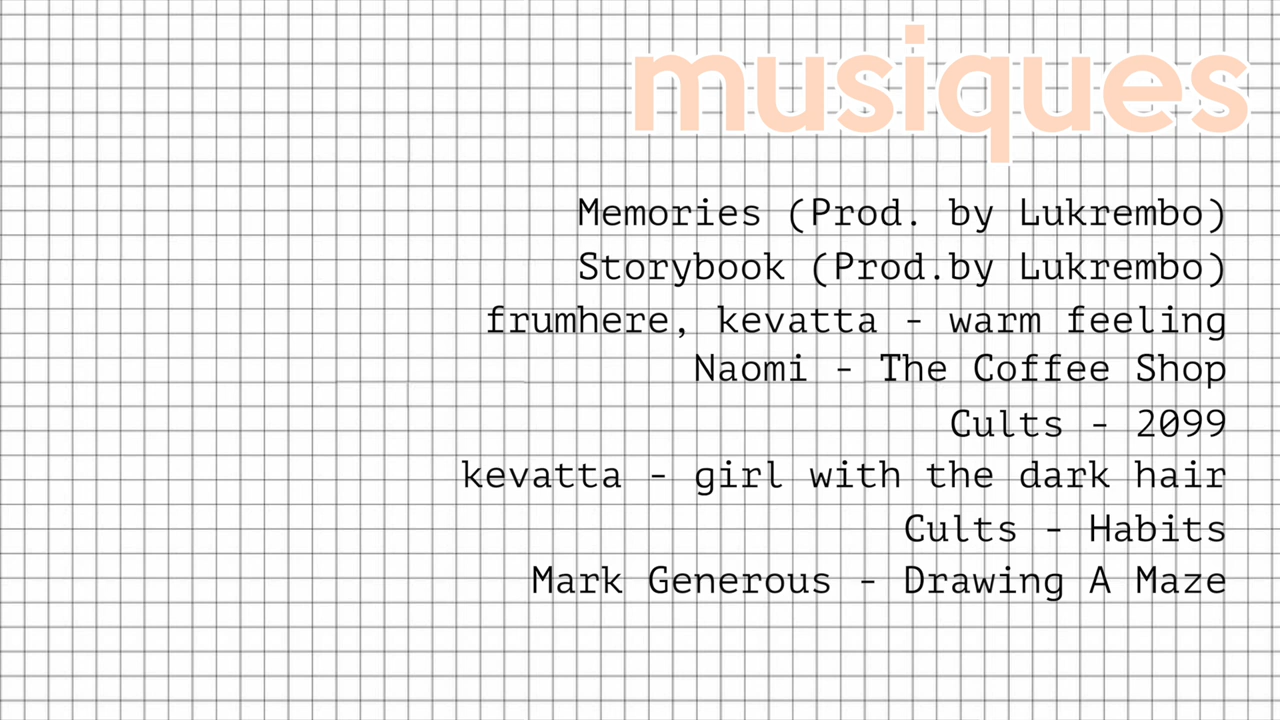 musiques
Memories (Prod. by Lukrembo)
Storybook (Prod.by Lukrembo)
frumhere, kevatta - warm feeling
Naomi - The Coffee Shop
Cults - 2099
kevatta - girl with the dark hair
Cults - Habits
Mark Generous - Drawing A Maze